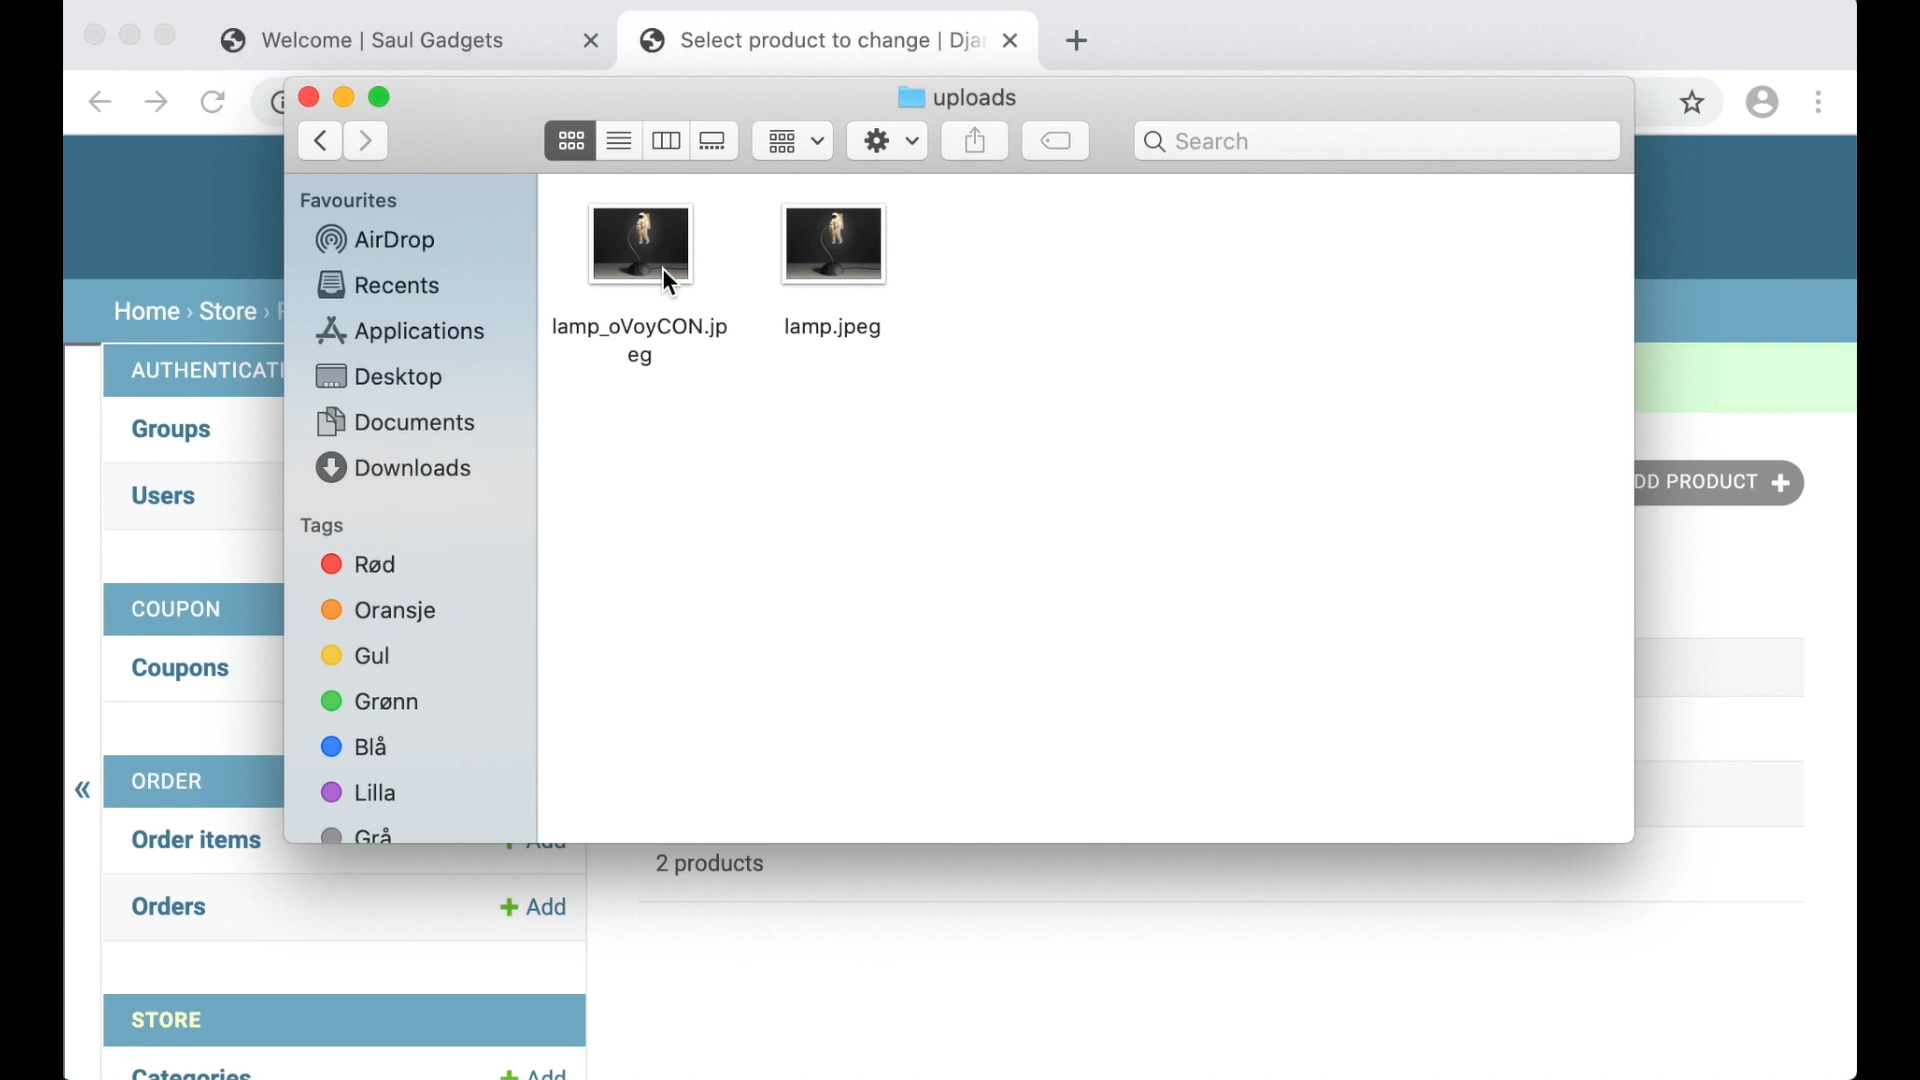 Welcome | Saul Gadgets
Select product to change | Dja
uploads
Search
Favourites
AirDrop
Recents
Applications
Desktop
Documents
Downloads
Tags
Rød
Oransje
Gul
Grønn
Blå
Lilla
Grå
lamp_oVoyCON.jp
eg
lamp.jpeg
Home › Store ›
AUTHENTICATI
Groups
Users
COUPON
Coupons
ORDER
Order items + Add
Orders + Add
STORE
Categories + Add
«
DD PRODUCT +
2 products